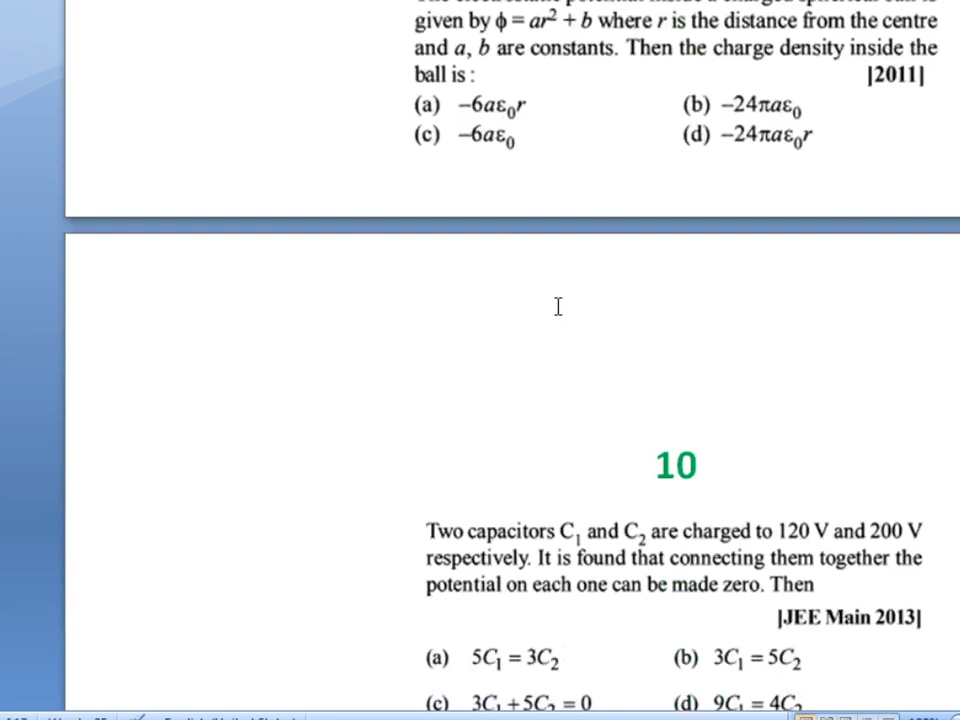 given by ϕ = ar² + b where r is the distance from the centre
and a, b are constants. Then the charge density inside the
ball is : |2011|
(a) –6aε₀r (b) –24πaε₀
(c) –6aε₀ (d) –24πaε₀r
10
Two capacitors C₁ and C₂ are charged to 120 V and 200 V
respectively. It is found that connecting them together the
potential on each one can be made zero. Then
|JEE Main 2013|
(a) 5C₁ = 3C₂ (b) 3C₁ = 5C₂
(c) 3C₁ + 5C₂ = 0 (d) 9C₁ = 4C₂